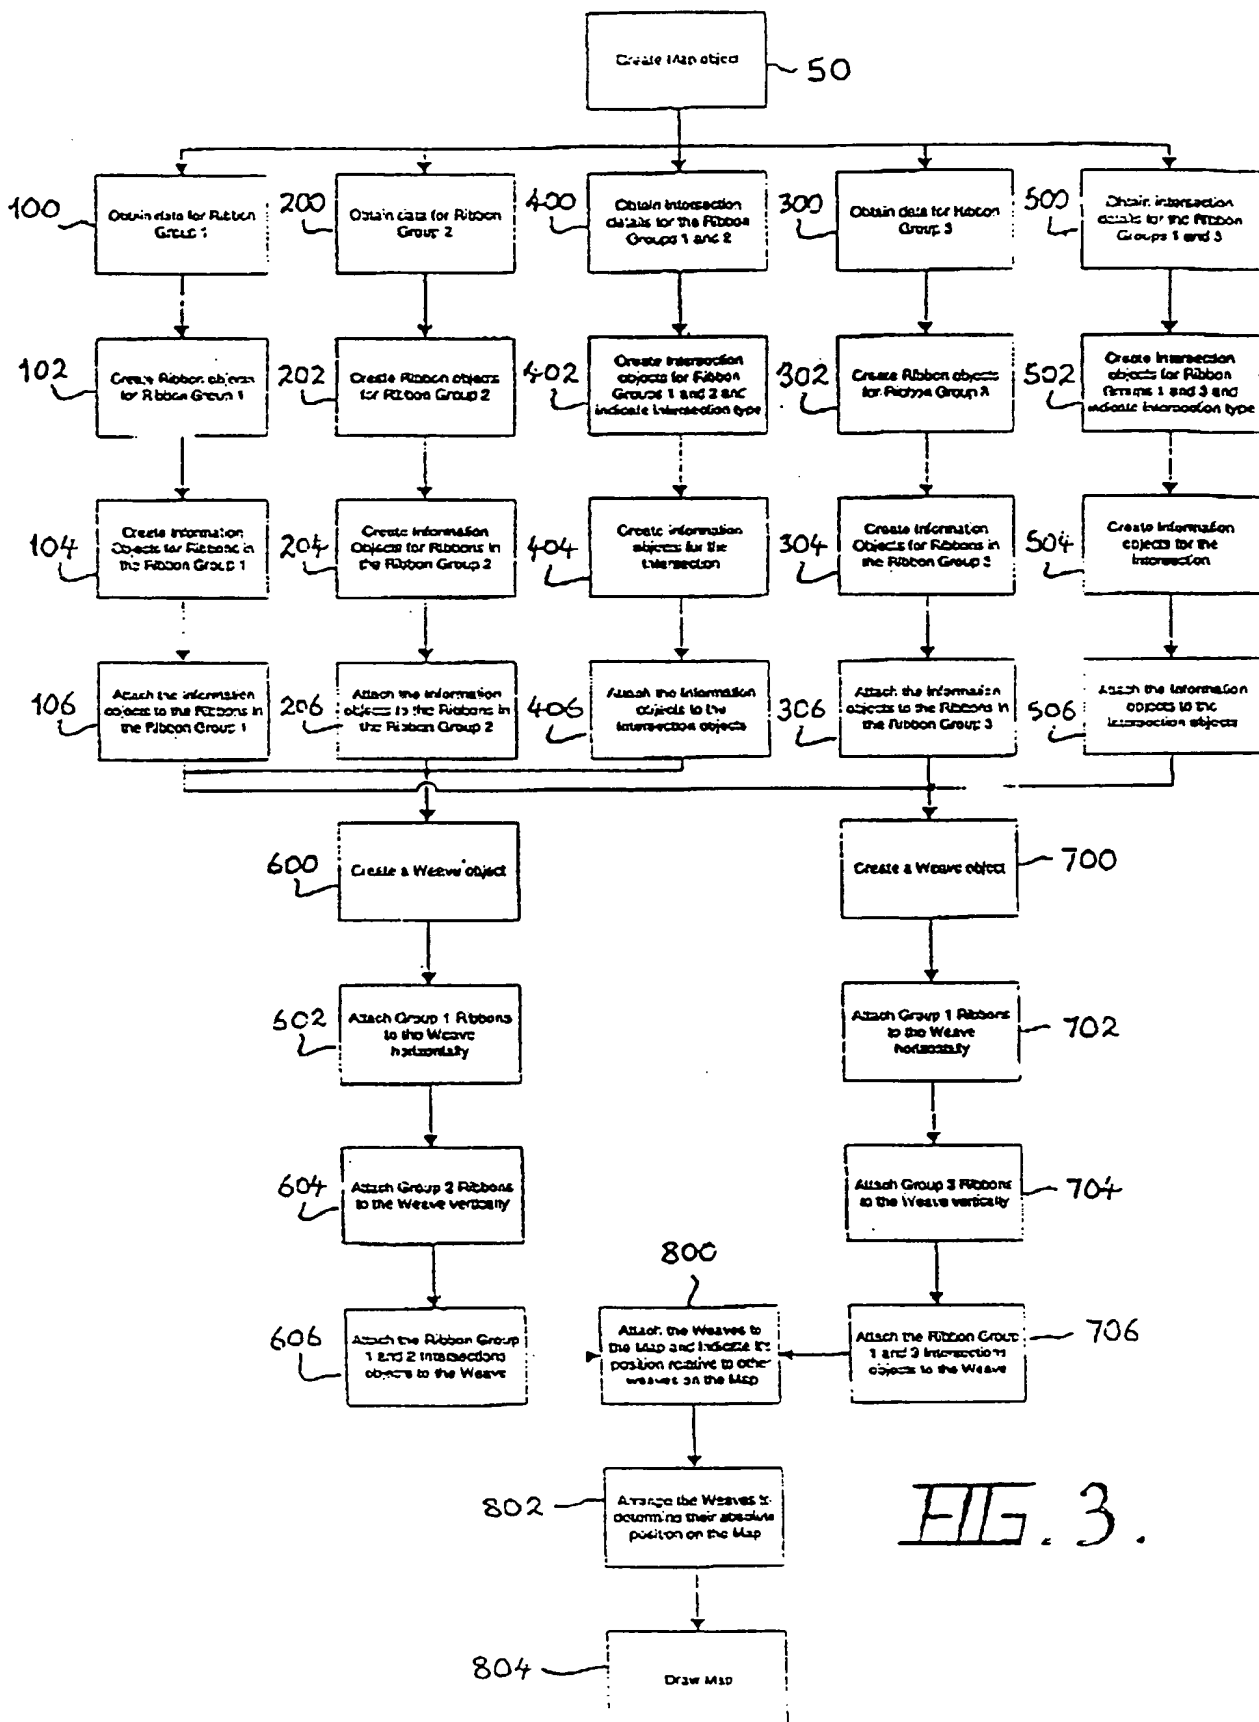 Create Map object
50
100
Obtain data for Ribbon
Group 1
200
Obtain data for Ribbon
Group 2
400
Obtain Intersection
details for the Ribbon
Groups 1 and 2
300
Obtain data for Ribbon
Group 3
500
Obtain intersection
details for the Ribbon
Groups 1 and 3
102
Create Ribbon objects
for Ribbon Group 1
202
Create Ribbon objects
for Ribbon Group 2
402
Create Intersection
objects for Ribbon
Groups 1 and 2 and
indicate intersection type
302
Create Ribbon objects
for Ribbon Group 3
502
Create Intersection
objects for Ribbon
Groups 1 and 3 and
indicate intersection type
104
Create Information
Objects for Ribbons in
the Ribbon Group 1
204
Create Information
Objects for Ribbons in
the Ribbon Group 2
404
Create information
objects for the
Intersection
304
Create Information
Objects for Ribbons in
the Ribbon Group 3
504
Create Information
objects for the
Intersection
106
Attach the information
objects to the Ribbons in
the Ribbon Group 1
206
Attach the Information
objects to the Ribbons in
the Ribbon Group 2
406
Attach the Information
objects to the
Intersection objects
306
Attach the Information
objects to the Ribbons in
the Ribbon Group 3
506
Attach the Information
objects to the
Intersection objects
600
Create a Weave object
Create a Weave object
700
602
Attach Group 1 Ribbons
to the Weave
horizontally
Attach Group 1 Ribbons
to the Weave
horizontally
702
604
Attach Group 2 Ribbons
to the Weave vertically
Attach Group 3 Ribbons
to the Weave vertically
704
800
606
Attach the Ribbon Group
1 and 2 Intersections
objects to the Weave
Attach the Weaves to
the Map and Indicate its
position relative to other
weaves on the Map
Attach the Ribbon Group
1 and 3 Intersections
objects to the Weave
706
802
Arrange the Weaves to
determine their absolute
position on the Map
FIG. 3.
804
Draw Map